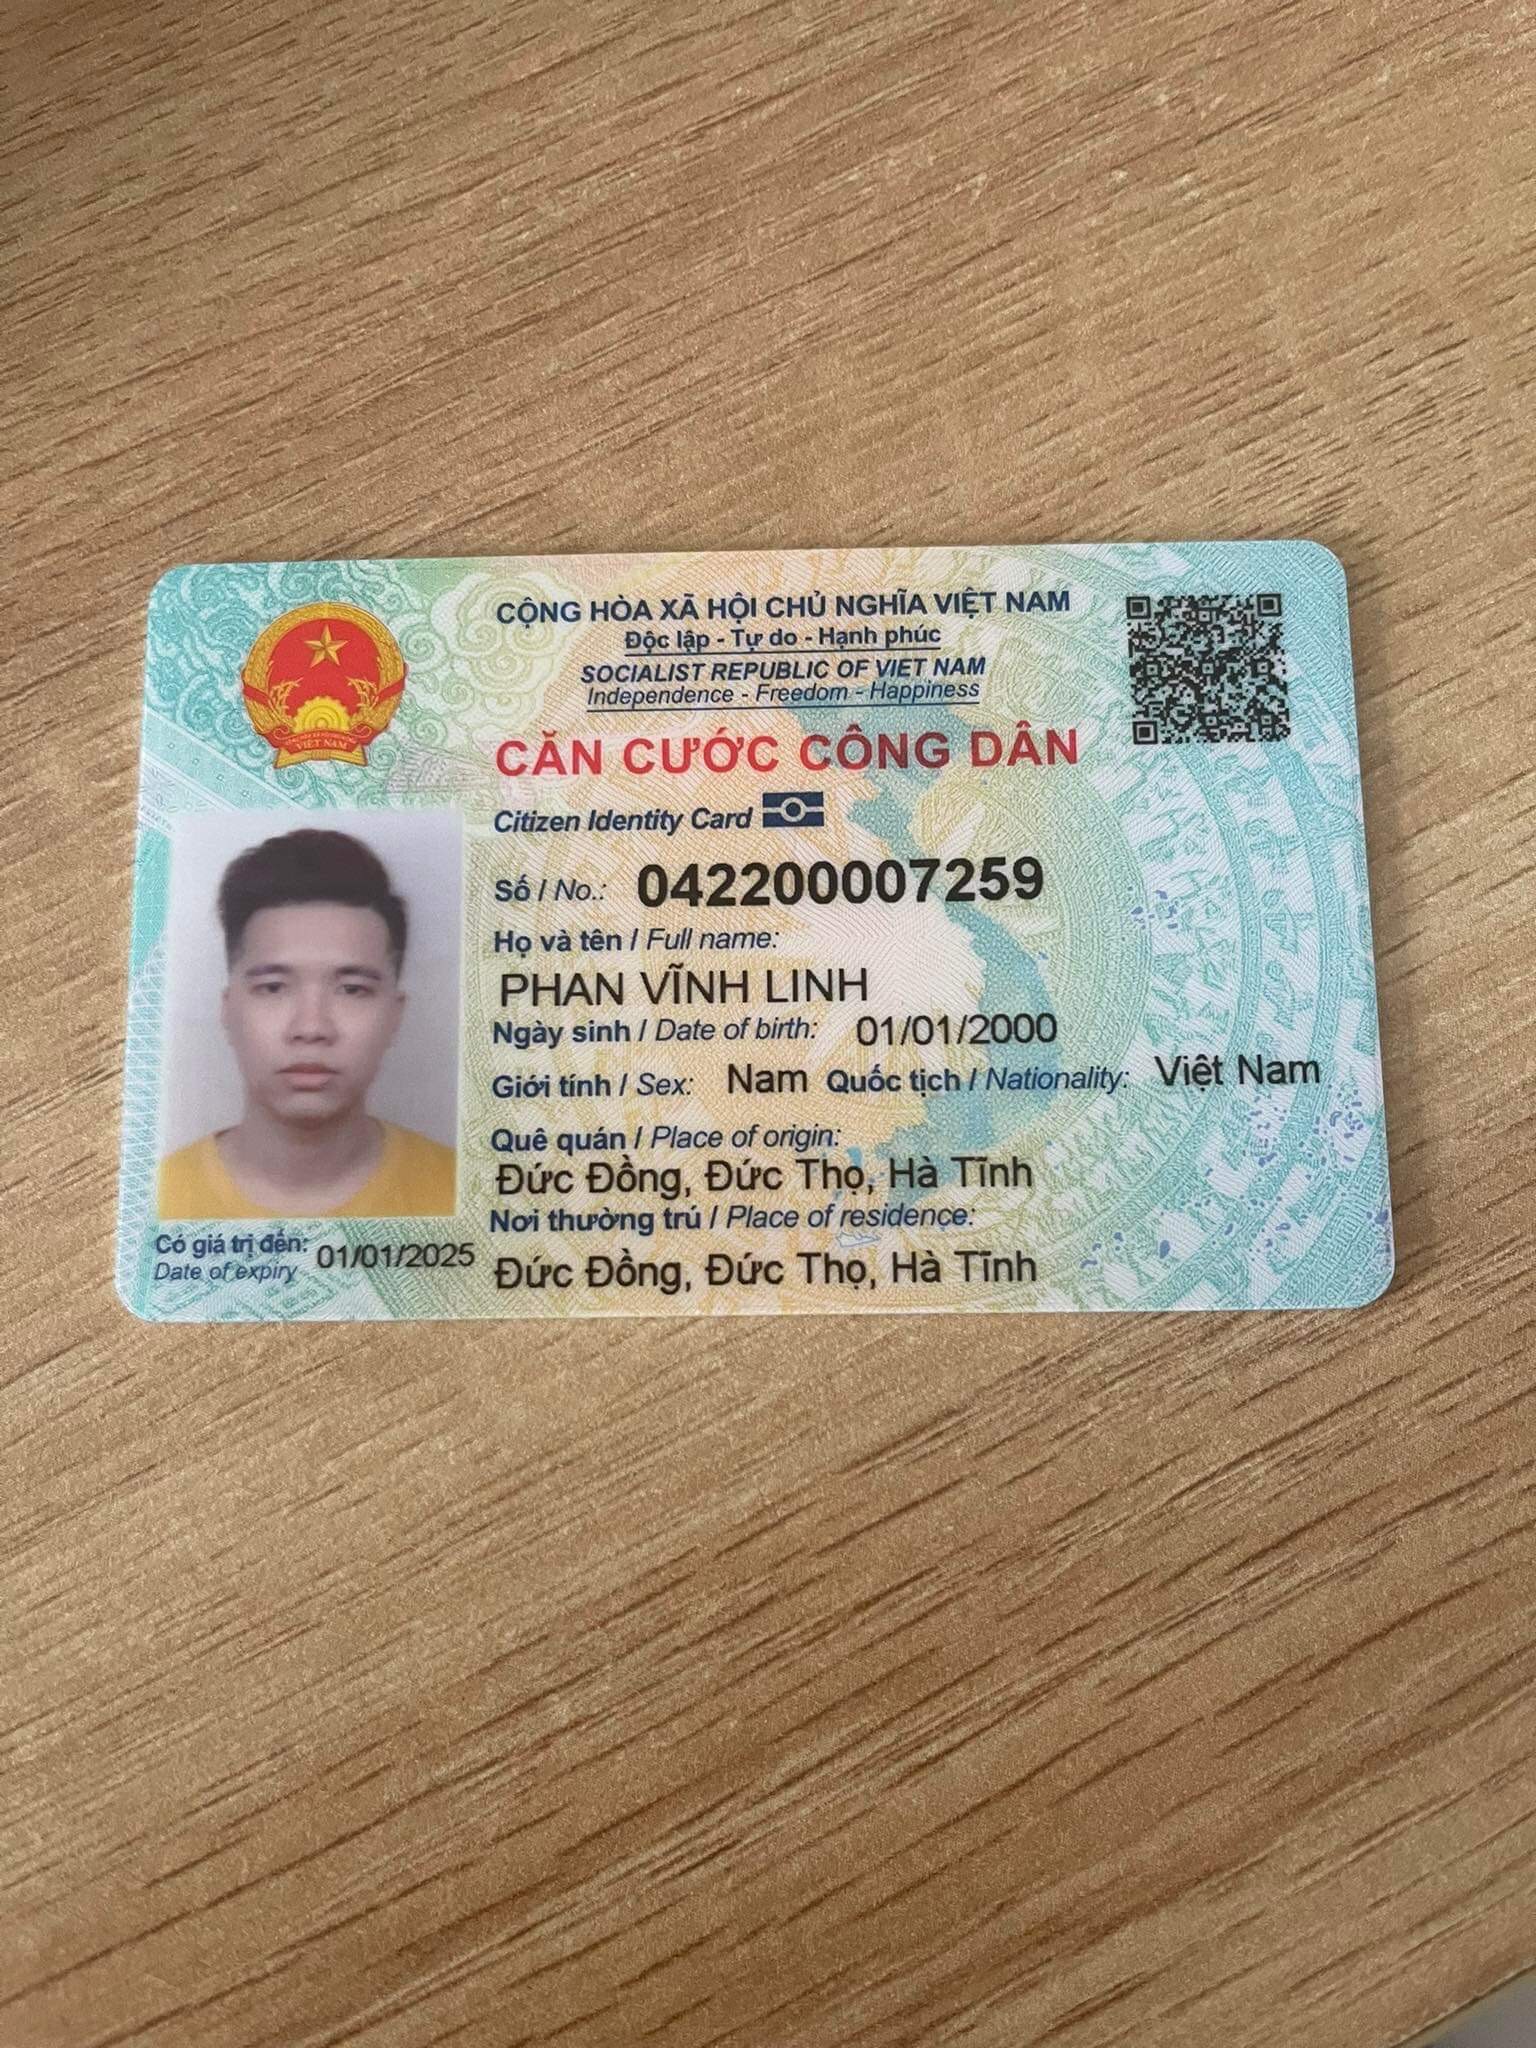 CỘNG HÒA XÃ HỘI CHỦ NGHĨA VIỆT NAM
Độc lập - Tự do - Hạnh phúc
SOCIALIST REPUBLIC OF VIET NAM
Independence - Freedom - Happiness
VIỆT NAM
CĂN CƯỚC CÔNG DÂN
Citizen Identity Card
Số / No.: 042200007259
Họ và tên / Full name:
PHAN VĨNH LINH
Ngày sinh / Date of birth: 01/01/2000
Giới tính / Sex: Nam Quốc tịch / Nationality: Việt Nam
Quê quán / Place of origin:
Đức Đồng, Đức Thọ, Hà Tĩnh
Nơi thường trú / Place of residence:
Đức Đồng, Đức Thọ, Hà Tĩnh
Có giá trị đến: 01/01/2025
Date of expiry